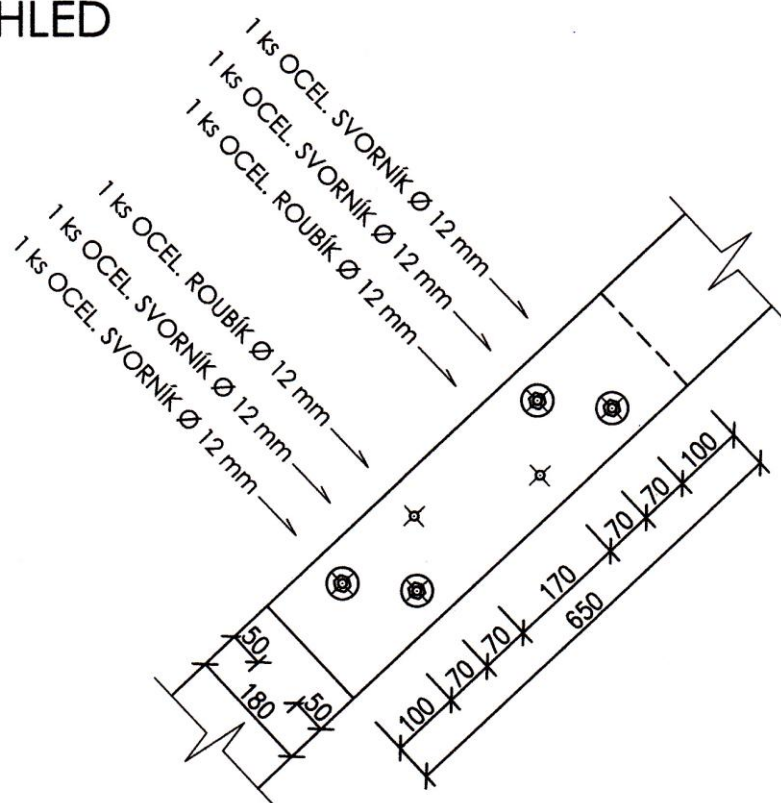 HLED
1 ks OCEL. SVORNÍK Ø 12 mm
1 ks OCEL. SVORNÍK Ø 12 mm
1 ks OCEL. ROUBÍK Ø 12 mm
1 ks OCEL. ROUBÍK Ø 12 mm
1 ks OCEL. SVORNÍK Ø 12 mm
1 ks OCEL. SVORNÍK Ø 12 mm
50
180
50
100
70
70
170
70
70
100
650